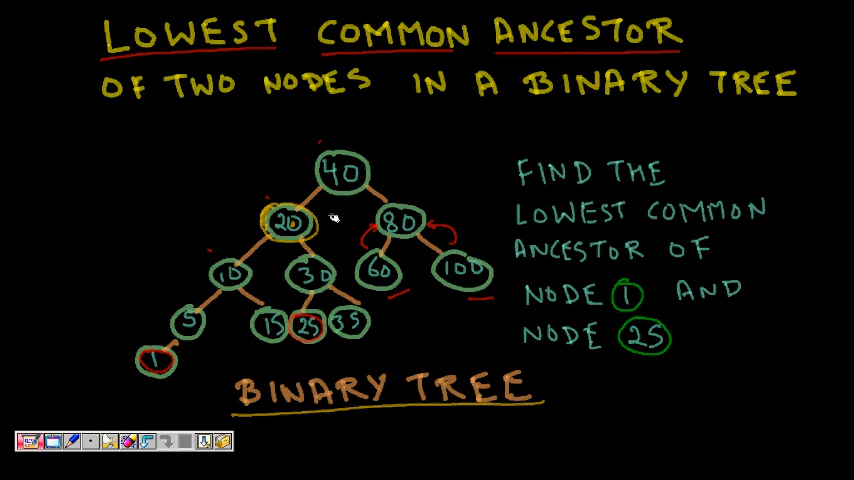 LOWEST COMMON ANCESTOR
OF TWO NODES IN A BINARY TREE
40
20
80
10
30
60
100
5
15
25
35
1
FIND THE
LOWEST COMMON
ANCESTOR OF
NODE 1 AND
NODE 25
BINARY TREE